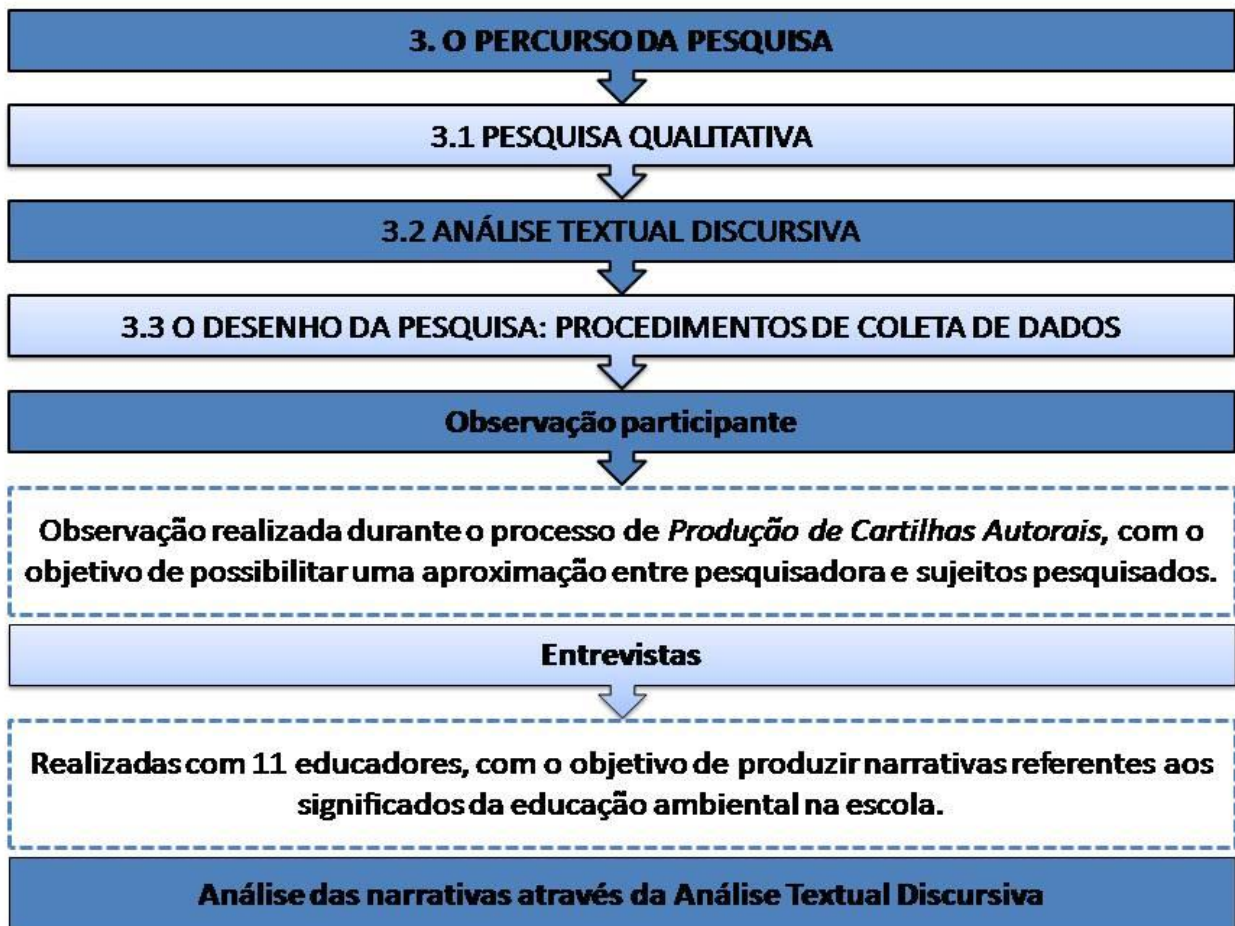 3. O PERCURSO DA PESQUISA
3.1 PESQUISA QUALITATIVA
3.2 ANÁLISE TEXTUAL DISCURSIVA
3.3 O DESENHO DA PESQUISA: PROCEDIMENTOS DE COLETA DE DADOS
Observação participante
Observação realizada durante o processo de Produção de Cartilhas Autorais, com o
objetivo de possibilitar uma aproximação entre pesquisadora e sujeitos pesquisados.
Entrevistas
Realizadas com 11 educadores, com o objetivo de produzir narrativas referentes aos
significados da educação ambiental na escola.
Análise das narrativas através da Análise Textual Discursiva